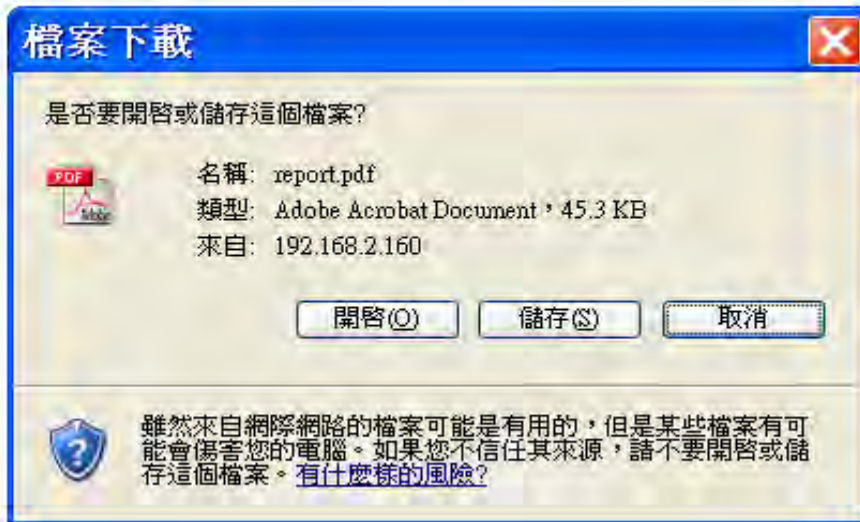 檔案下載
是否要開啓或儲存這個檔案?
PDF
Adobe
名稱: report.pdf
類型: Adobe Acrobat Document，45.3 KB
來自: 192.168.2.160
開啓(O) 儲存(S) 取消
雖然來自網際網路的檔案可能是有用的，但是某些檔案有可
能會傷害您的電腦。如果您不信任其來源，請不要開啓或儲
存這個檔案。有什麼樣的風險?